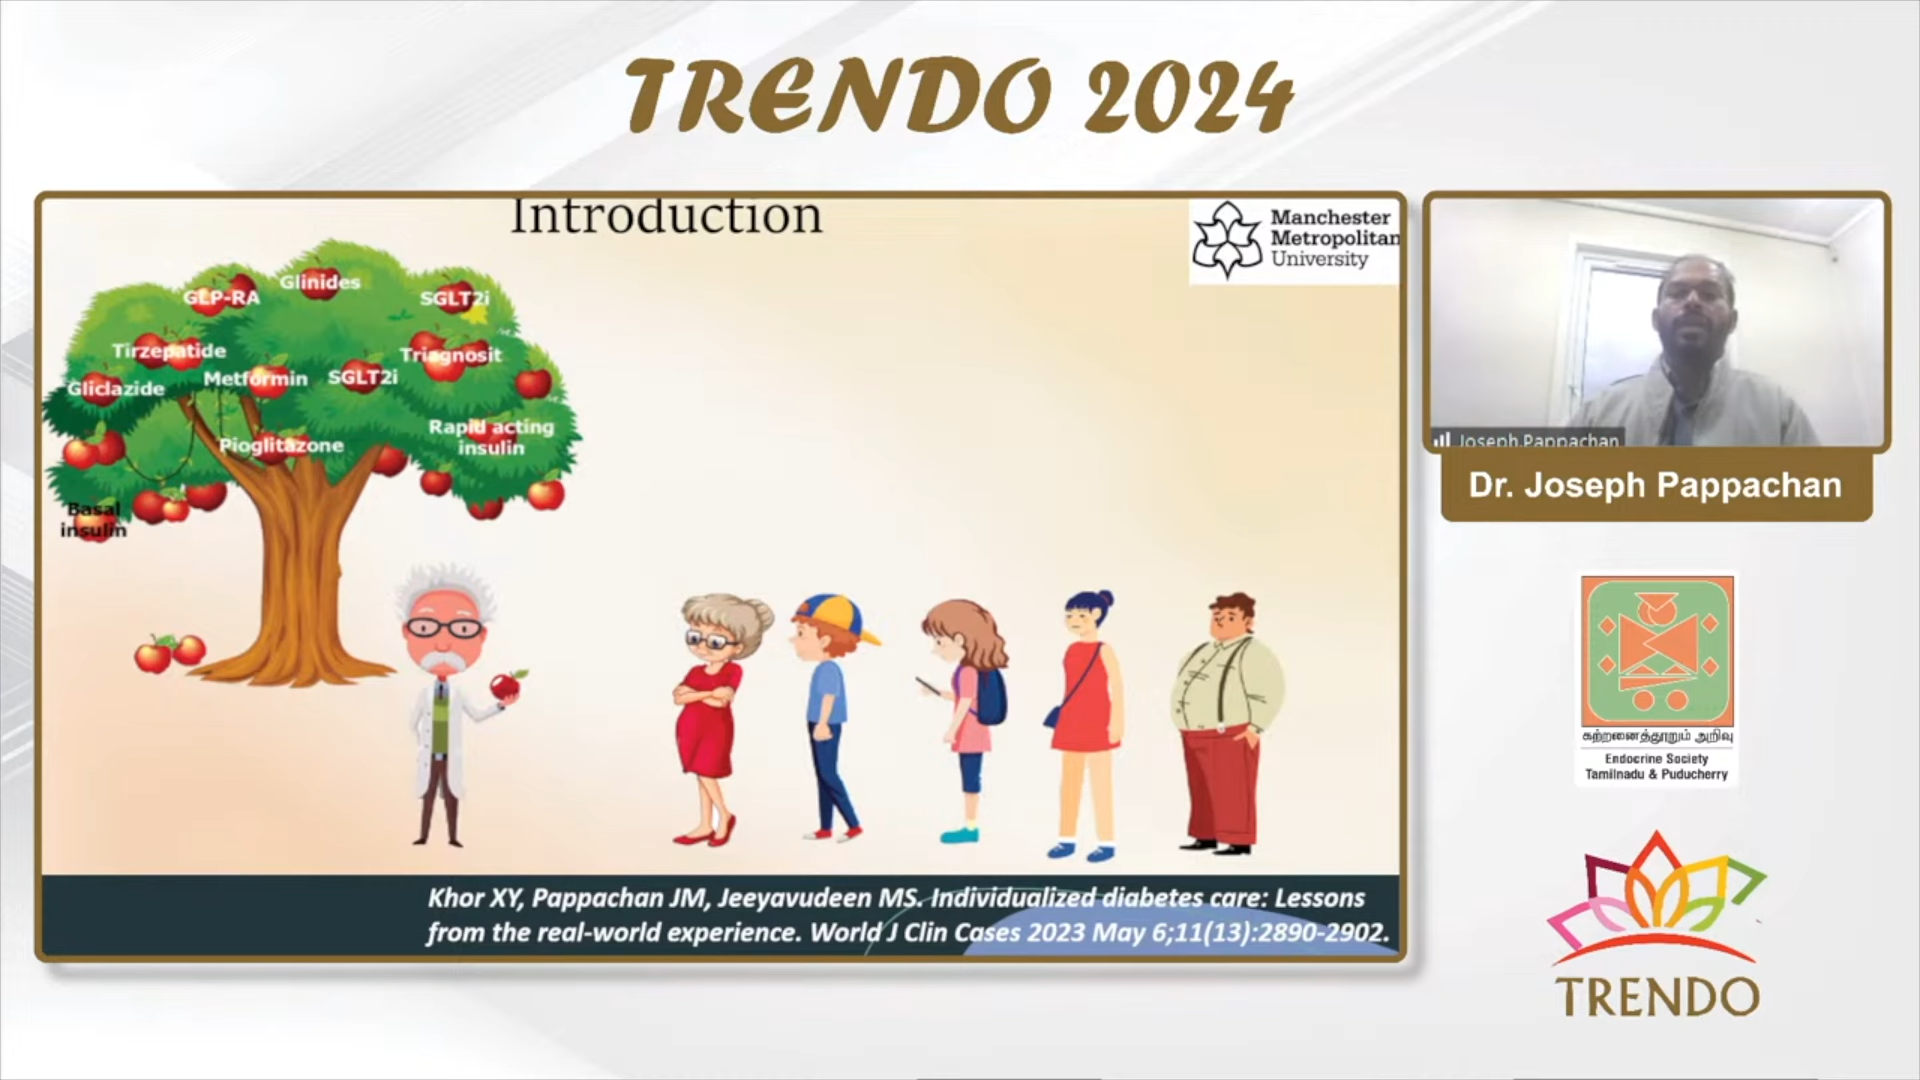 TRENDO 2024
Introduction
Manchester
Metropolitan
University
Glinides
GLP-RA
SGLT2i
Tirzepatide
Triagnosit
Gliclazide
Metformin
SGLT2i
Rapid acting
insulin
Pioglitazone
Basal
insulin
Khor XY, Pappachan JM, Jeeyavudeen MS. Individualized diabetes care: Lessons
from the real-world experience. World J Clin Cases 2023 May 6;11(13):2890-2902.
Joseph Pappachan
Dr. Joseph Pappachan
கற்றனைத்தூறும் அறிவு
Endocrine Society
Tamilnadu & Puducherry
TRENDO